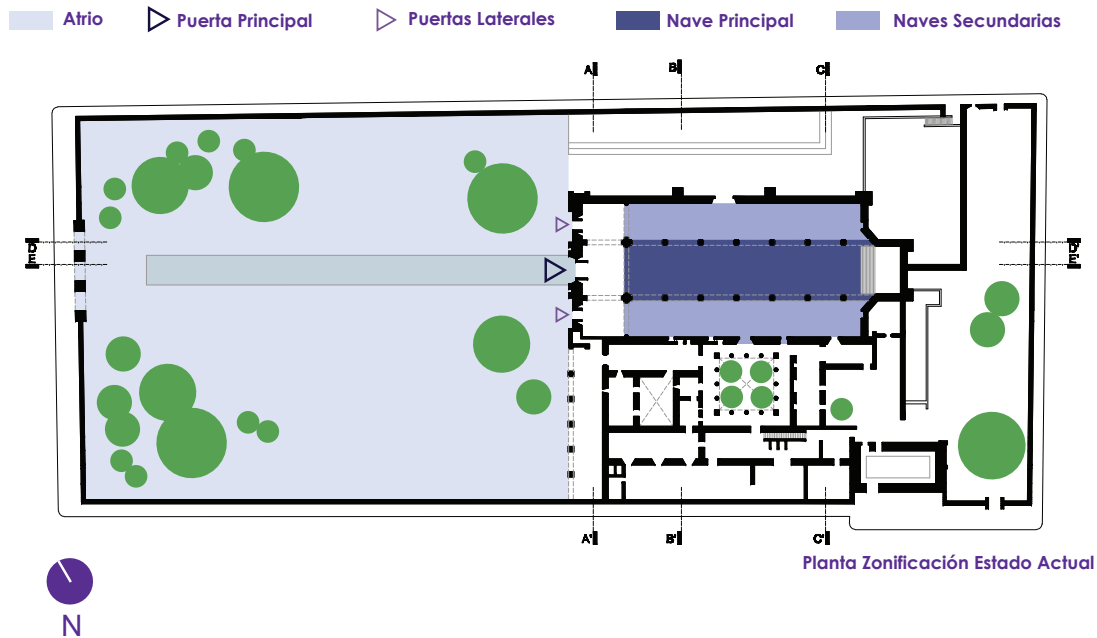 Atrio
Puerta Principal
Puertas Laterales
Nave Principal
Naves Secundarias
A
B
C
D
E
D'
E'
A'
B'
C'
Planta Zonificación Estado Actual
N